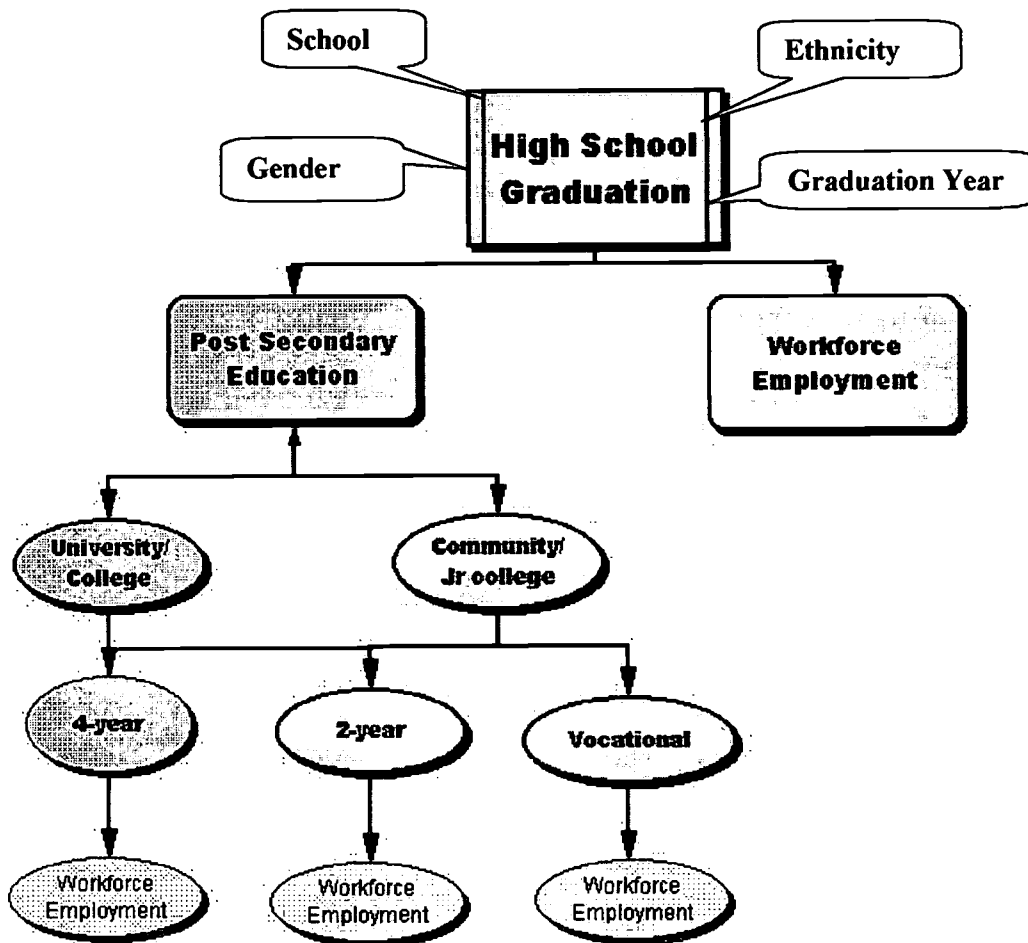 School
Ethnicity
High School
Graduation
Gender
Graduation Year
Post Secondary
Education
Workforce
Employment
University/
College
Community/
Jr college
4-year
2-year
Vocational
Workforce
Employment
Workforce
Employment
Workforce
Employment